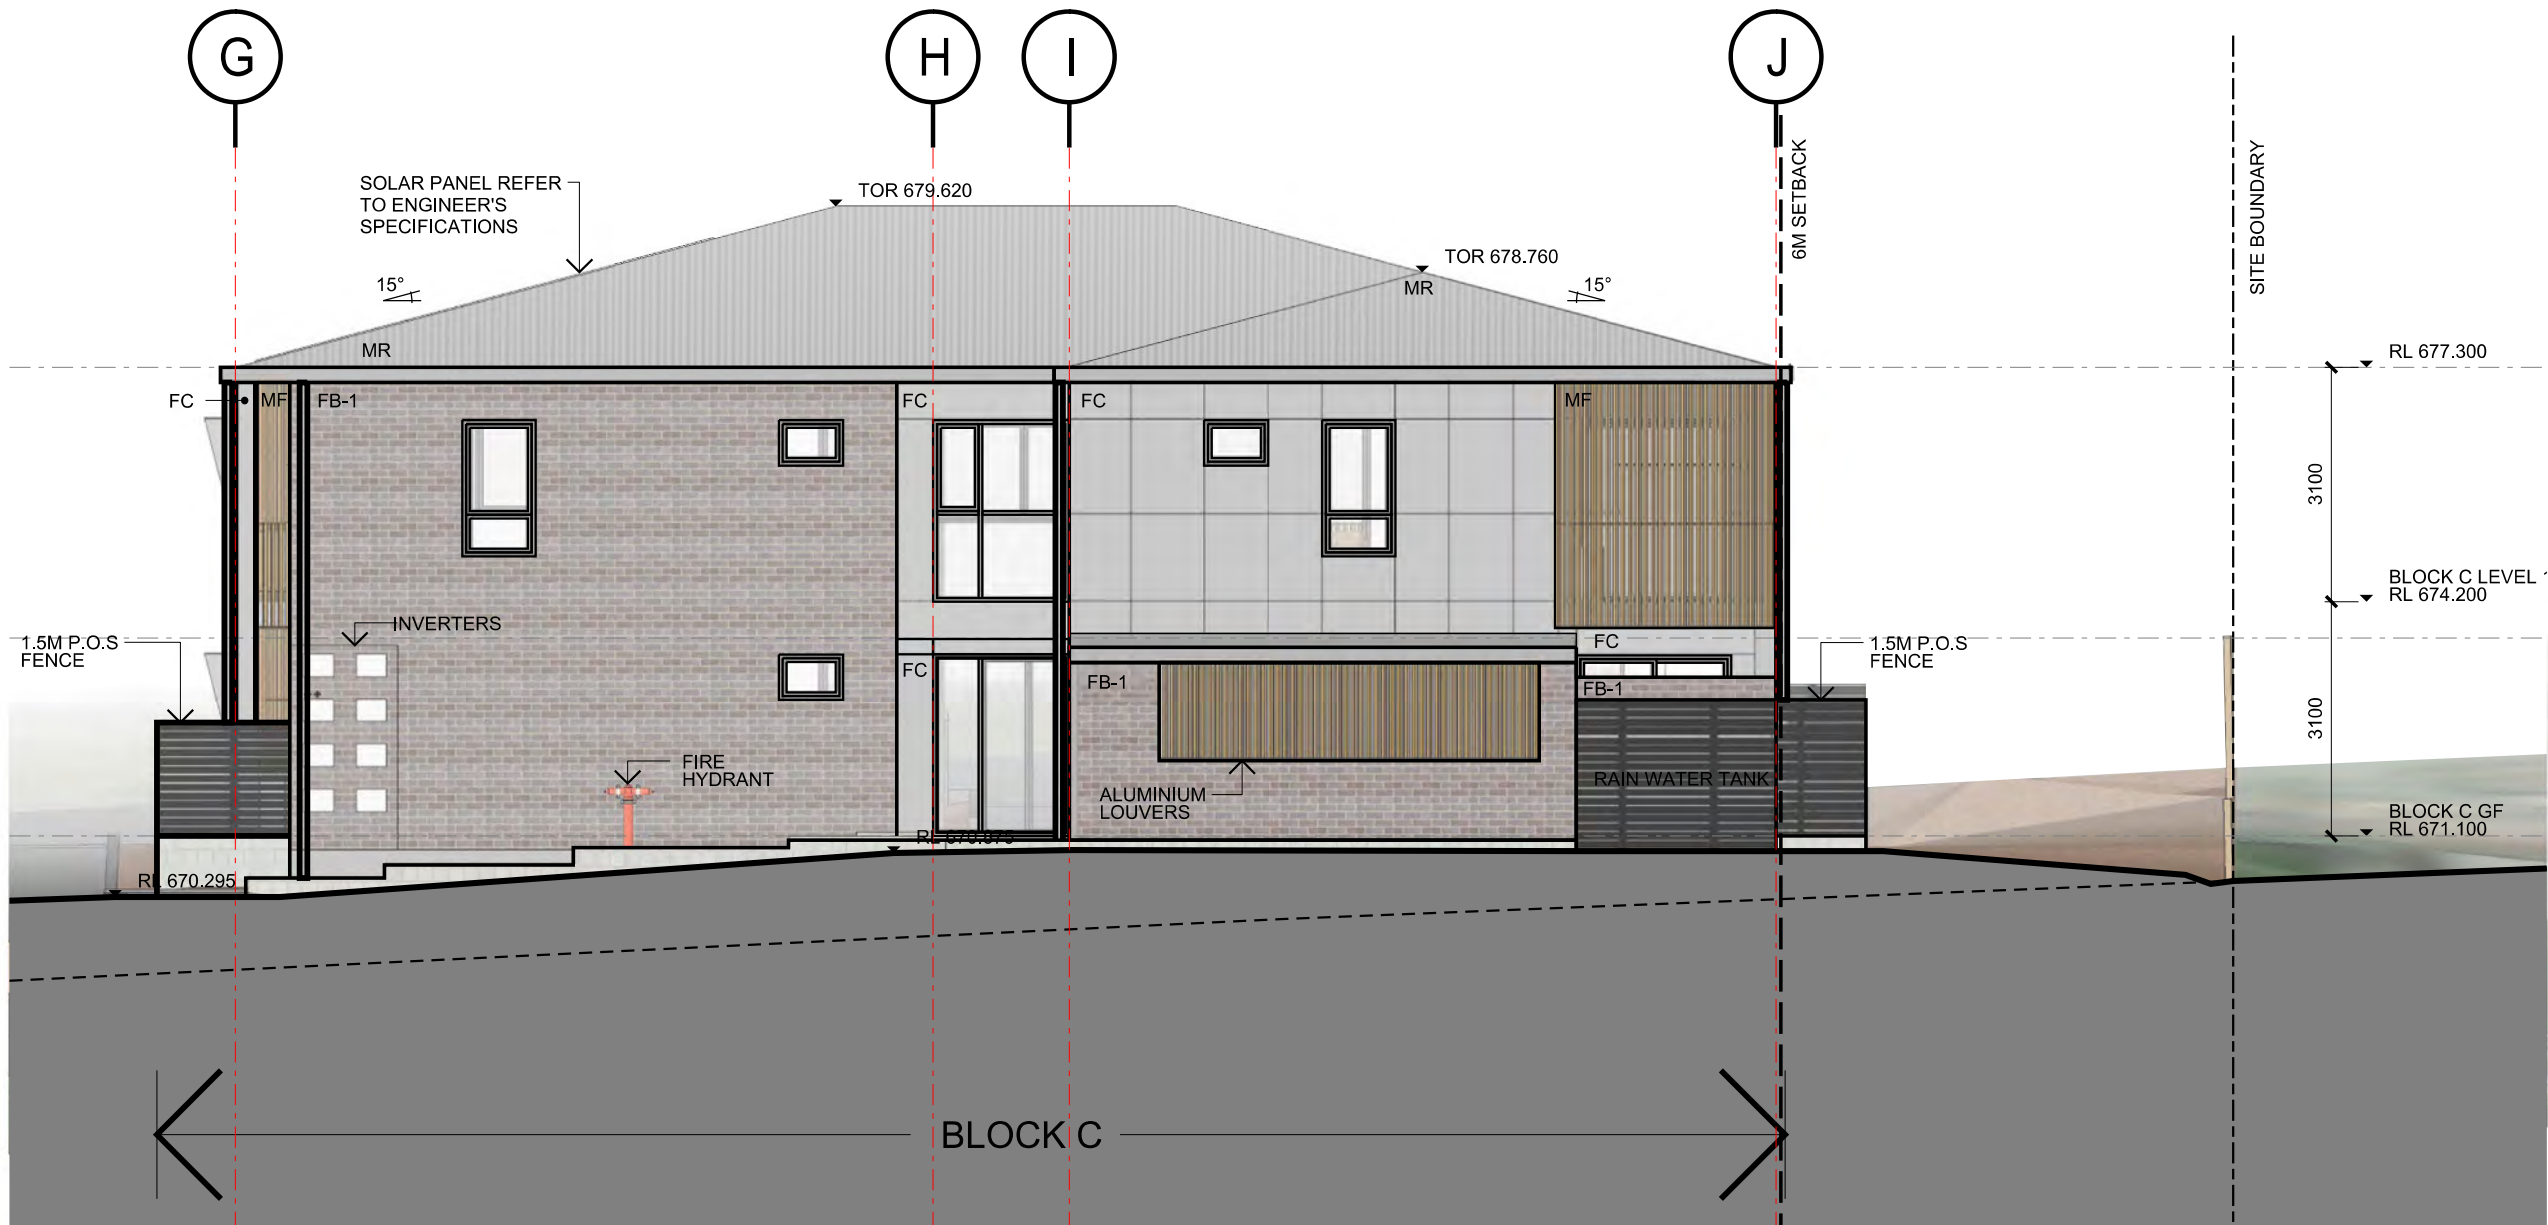 G
H
I
J
6M SETBACK
SITE BOUNDARY
SOLAR PANEL REFER
TO ENGINEER'S
SPECIFICATIONS
TOR 679.620
TOR 678.760
15°
MR
15°
MR
RL 677.300
FC
MF
FB-1
FC
FC
MF
3100
BLOCK C LEVEL
RL 674.200
INVERTERS
1.5M P.O.S
FENCE
FC
FC
1.5M P.O.S
FENCE
FB-1
FB-1
3100
FIRE
HYDRANT
RAIN WATER TANK
ALUMINIUM
LOUVERS
BLOCK C GF
RL 671.100
RL
RL 670.295
BLOCK C